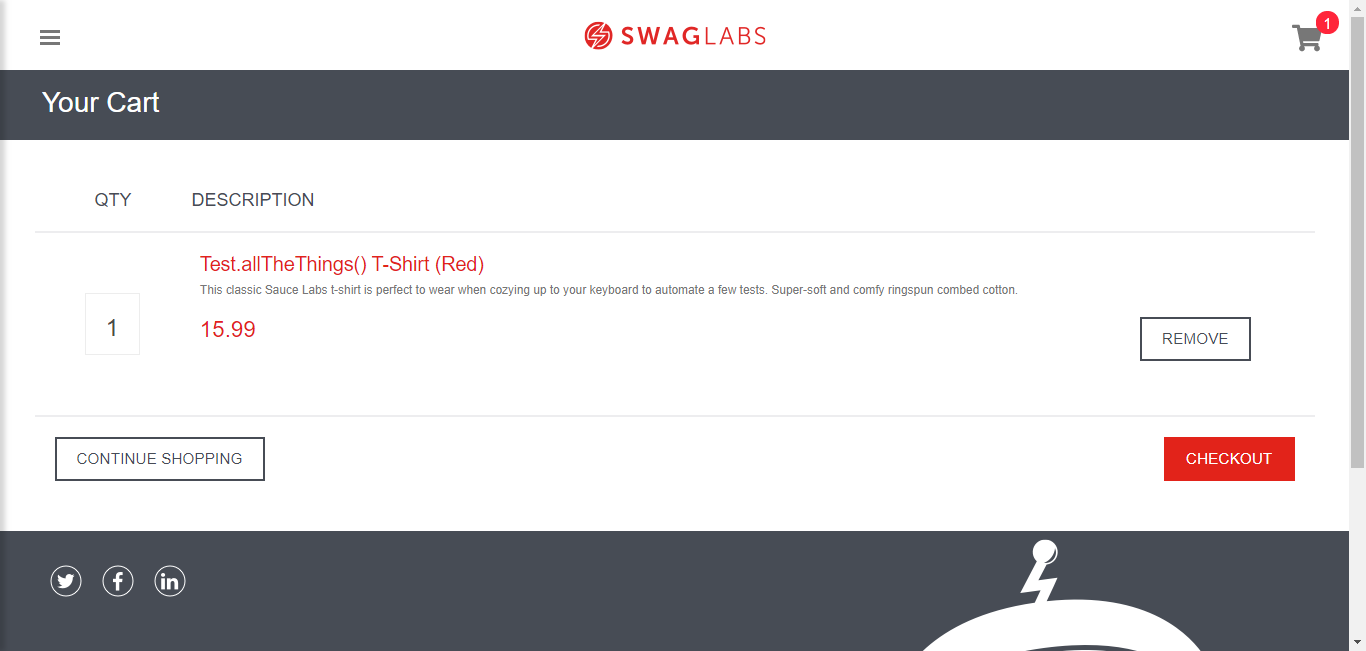 SWAGLABS
1
Your Cart
QTY DESCRIPTION
Test.allTheThings() T-Shirt (Red)
This classic Sauce Labs t-shirt is perfect to wear when cozying up to your keyboard to automate a few tests. Super-soft and comfy ringspun combed cotton.
1
15.99
REMOVE
CONTINUE SHOPPING
CHECKOUT